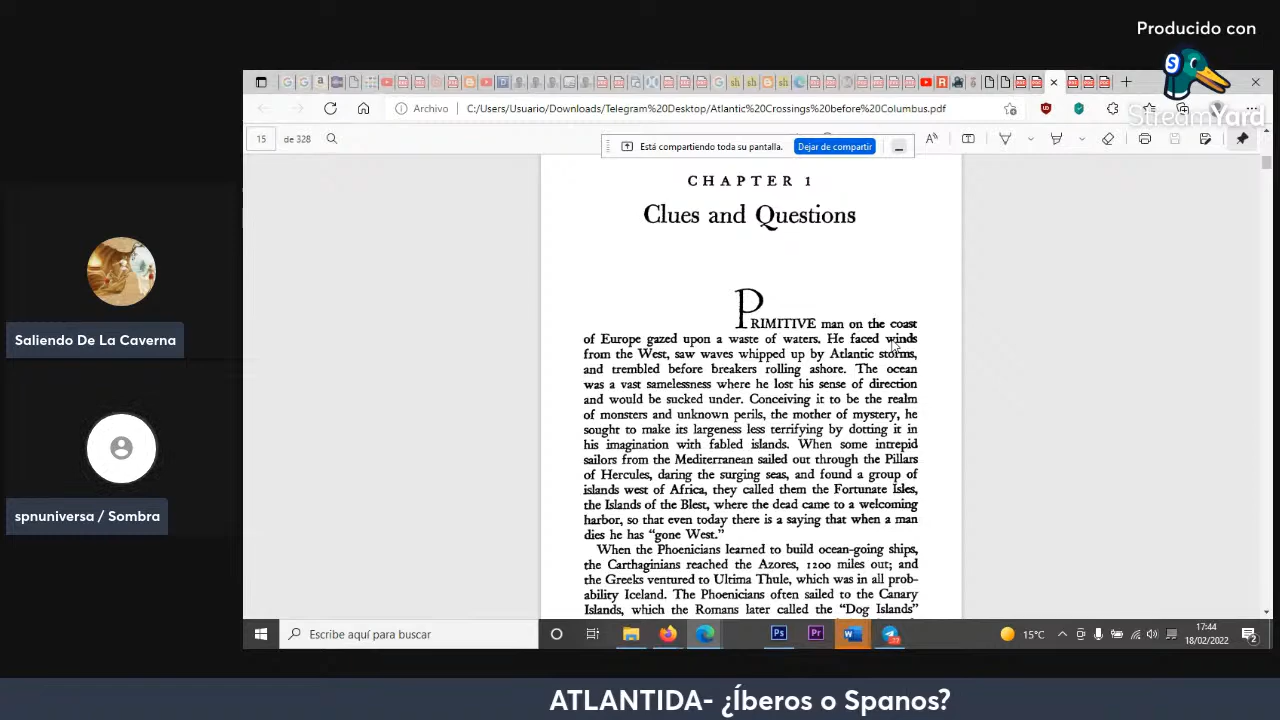 Producido con
StreamYard
Archivo C:/Users/Usuario/Downloads/Telegram%20Desktop/Atlantic%20Crossings%20before%20Columbus.pdf
15 de 328
Está compartiendo toda su pantalla. Dejar de compartir
CHAPTER 1
Clues and Questions
PRIMITIVE man on the coast
of Europe gazed upon a waste of waters. He faced winds
from the West, saw waves whipped up by Atlantic storms,
and trembled before breakers rolling ashore. The ocean
was a vast samelessness where he lost his sense of direction
and would be sucked under. Conceiving it to be the realm
of monsters and unknown perils, the mother of mystery, he
sought to make its largeness less terrifying by dotting it in
his imagination with fabled islands. When some intrepid
sailors from the Mediterranean sailed out through the Pillars
of Hercules, daring the surging seas, and found a group of
islands west of Africa, they called them the Fortunate Isles,
the Islands of the Blest, where the dead came to a welcoming
harbor, so that even today there is a saying that when a man
dies he has "gone West."
When the Phoenicians learned to build ocean-going ships,
the Carthaginians reached the Azores, 1200 miles out; and
the Greeks ventured to Ultima Thule, which was in all prob-
ability Iceland. The Phoenicians often sailed to the Canary
Islands, which the Romans later called the "Dog Islands"
Saliendo De La Caverna
spnuniversa / Sombra
Escribe aquí para buscar
Ps
Pr
15°C
17:44
18/02/2022
2
ATLANTIDA- ¿Íberos o Spanos?